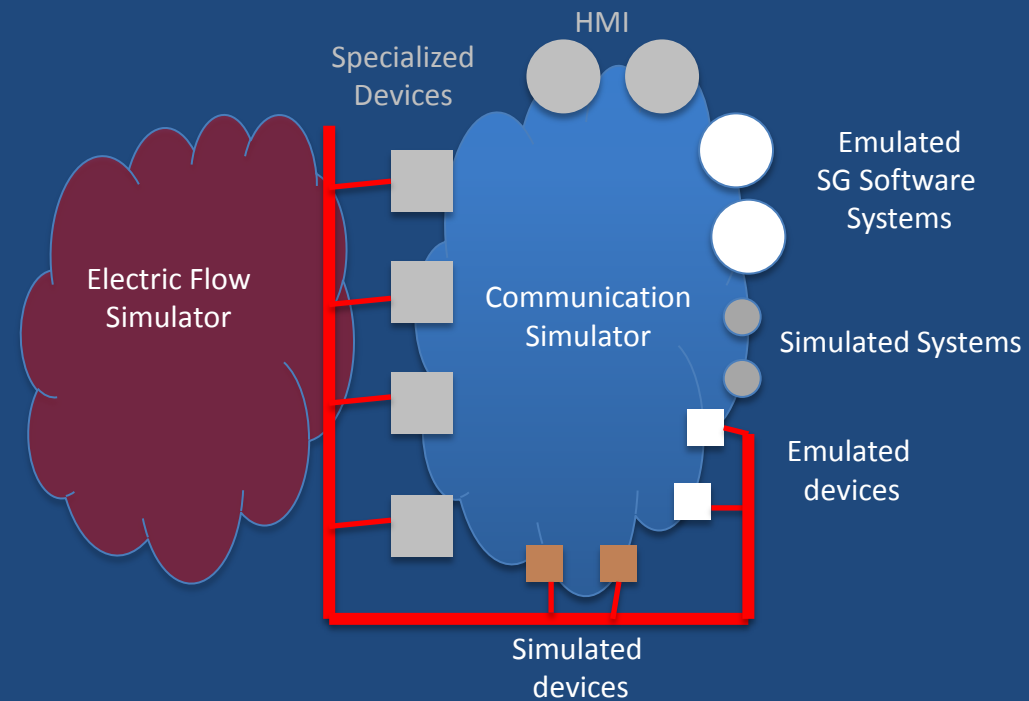 HMI
Specialized
Devices
Emulated
SG Software
Systems
Electric Flow
Simulator
Communication
Simulator
Simulated Systems
Emulated
devices
Simulated
devices